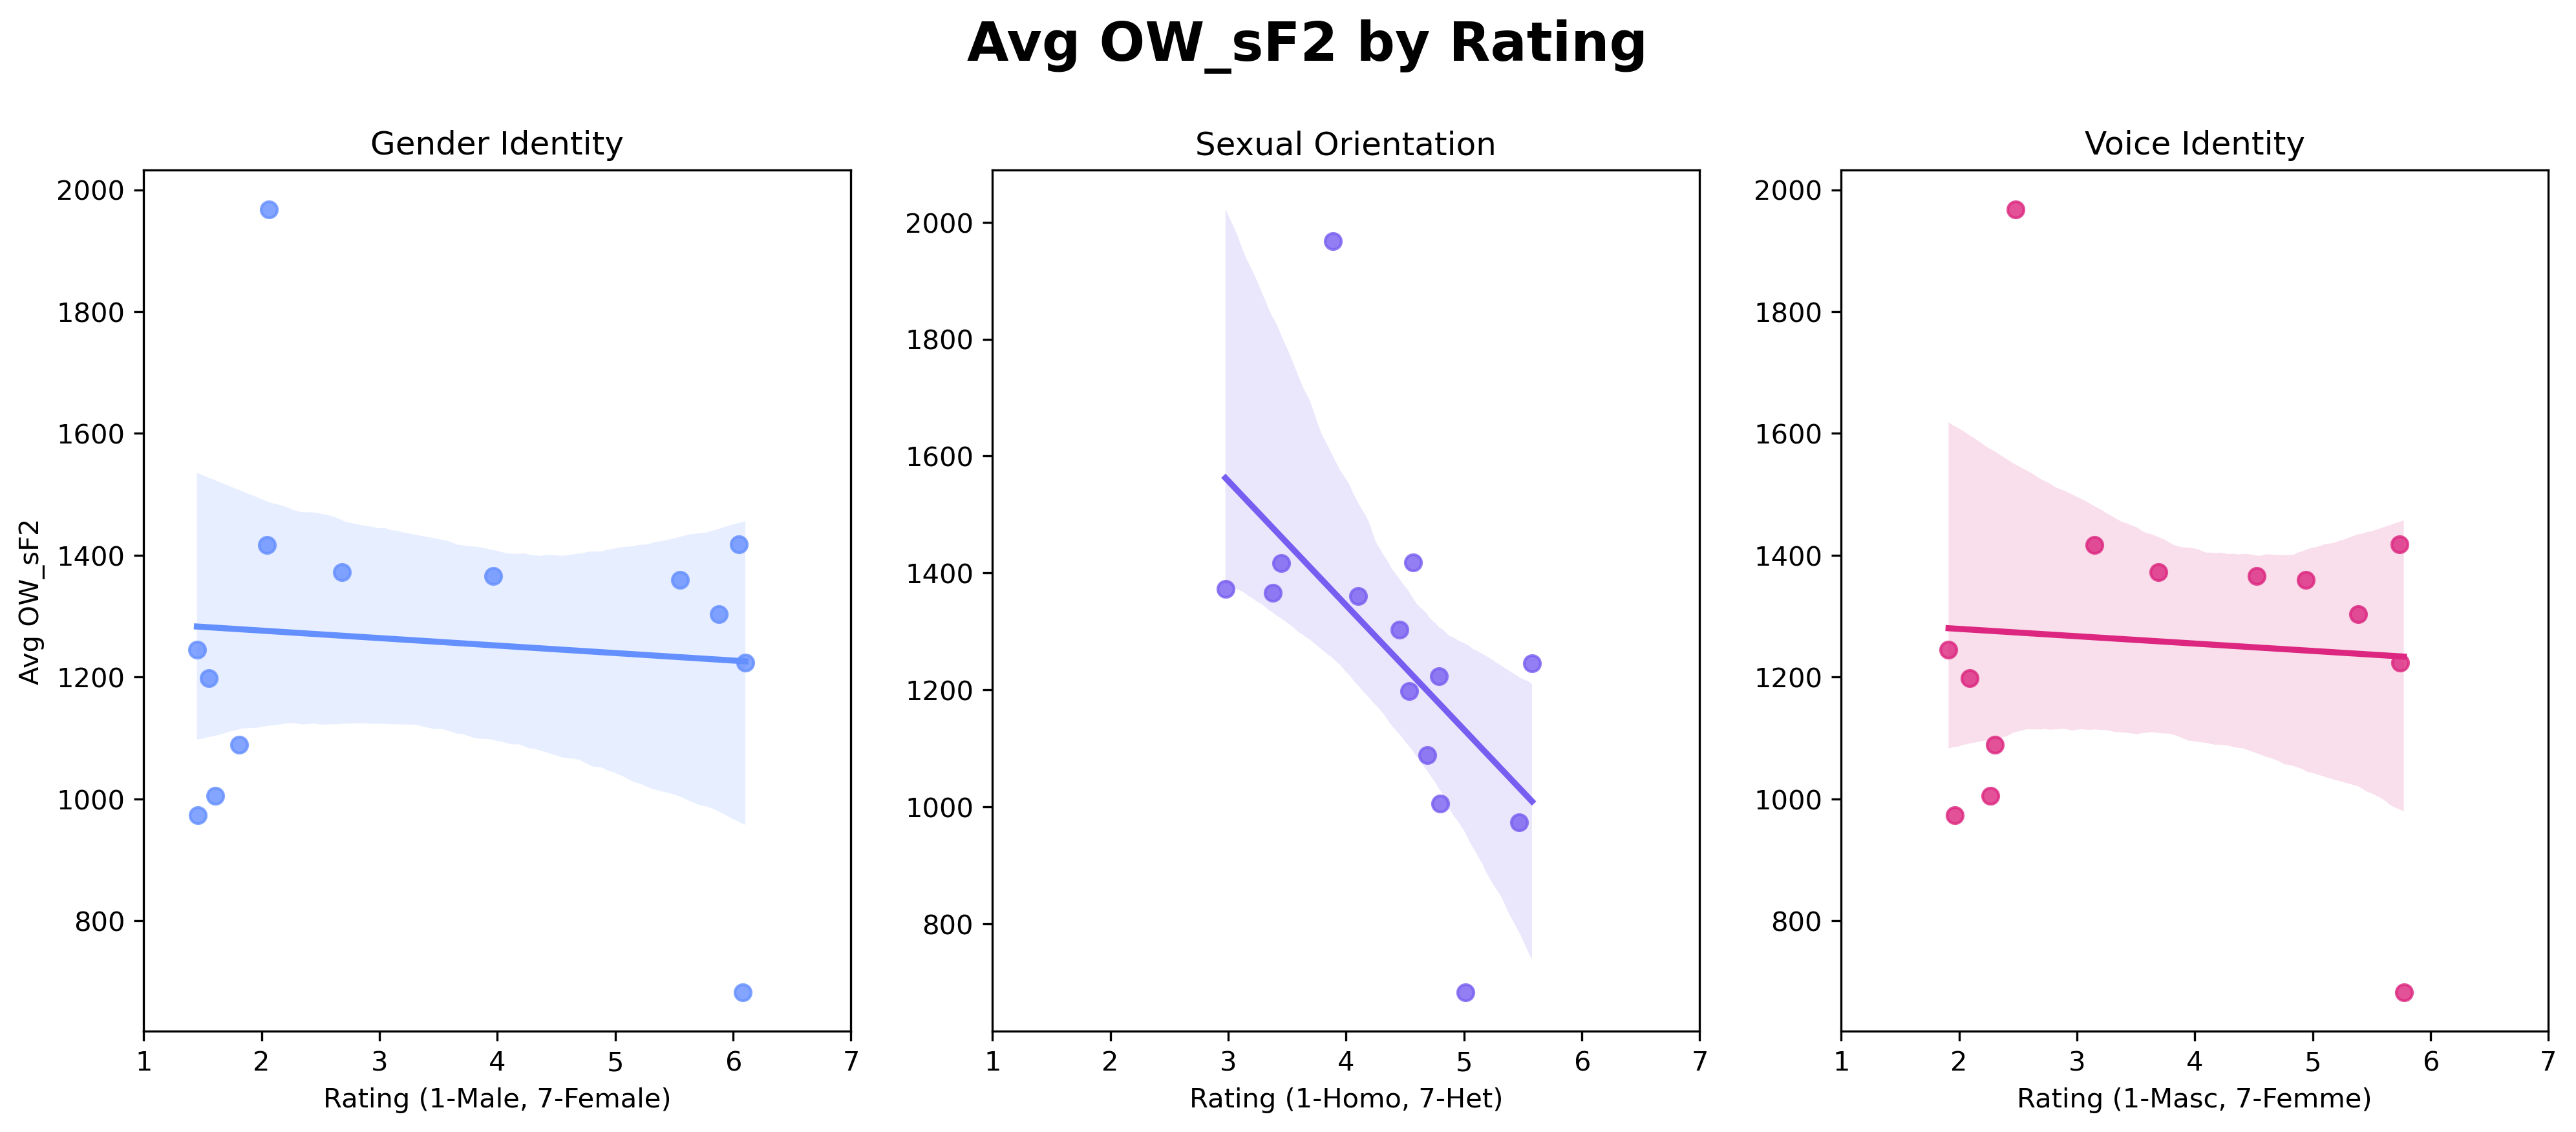 Avg OW_sF2 by Rating
Gender Identity
Sexual Orientation
Voice Identity
Avg OW_sF2
2000
1800
1600
1400
1200
1000
800
1 2 3 4 5 6 7
Rating (1-Male, 7-Female)
2000
1800
1600
1400
1200
1000
800
1 2 3 4 5 6 7
Rating (1-Homo, 7-Het)
2000
1800
1600
1400
1200
1000
800
1 2 3 4 5 6 7
Rating (1-Masc, 7-Femme)